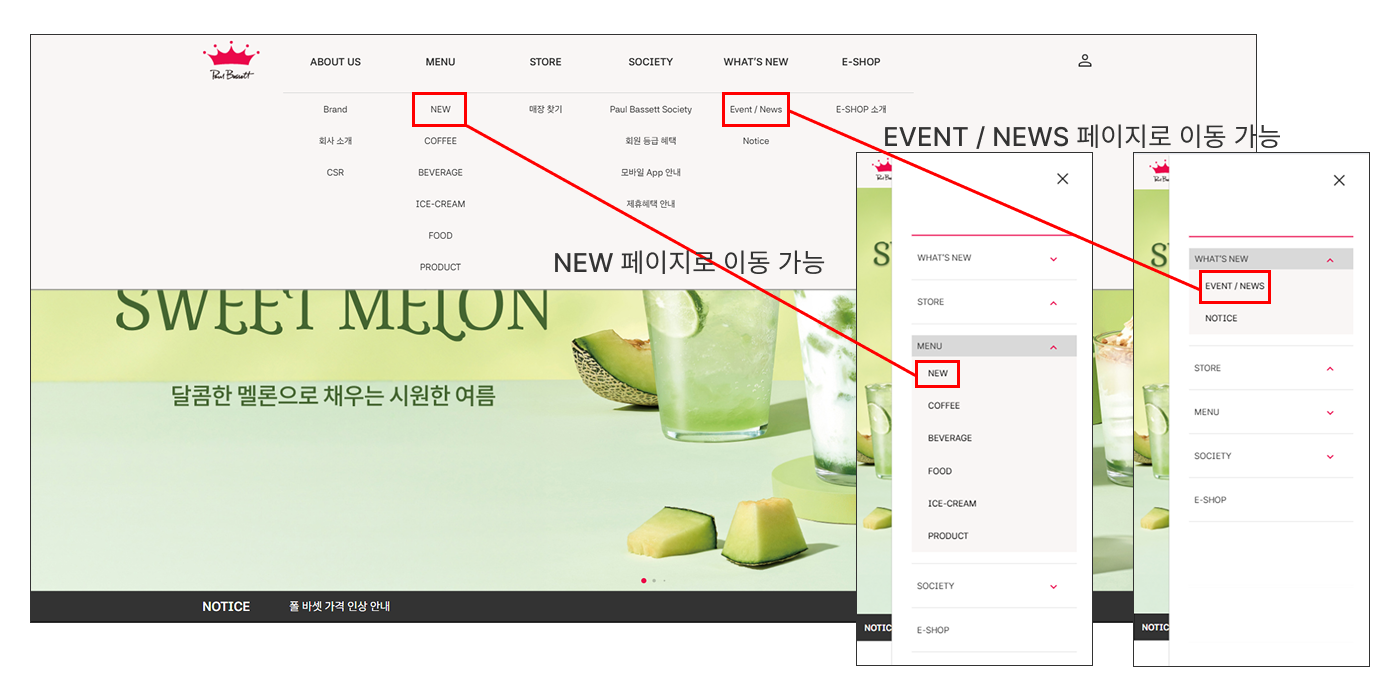 Paul Bassett
ABOUT US MENU STORE SOCIETY WHAT'S NEW E-SHOP
Brand NEW 매장 찾기 Paul Bassett Society Event / News E-SHOP 소개
회사 소개 COFFEE 회원 등급 혜택 Notice
CSR BEVERAGE 모바일 App 안내
ICE-CREAM 제휴혜택 안내
FOOD
PRODUCT
EVENT / NEWS 페이지로 이동 가능
NEW 페이지로 이동 가능
SWEET MELON
달콤한 멜론으로 채우는 시원한 여름
NOTICE 폴 바셋 가격 인상 안내
WHAT'S NEW
STORE
MENU
NEW
COFFEE
BEVERAGE
FOOD
ICE-CREAM
PRODUCT
SOCIETY
E-SHOP
NOTIC
WHAT'S NEW
EVENT / NEWS
NOTICE
STORE
MENU
SOCIETY
E-SHOP
NOTIC